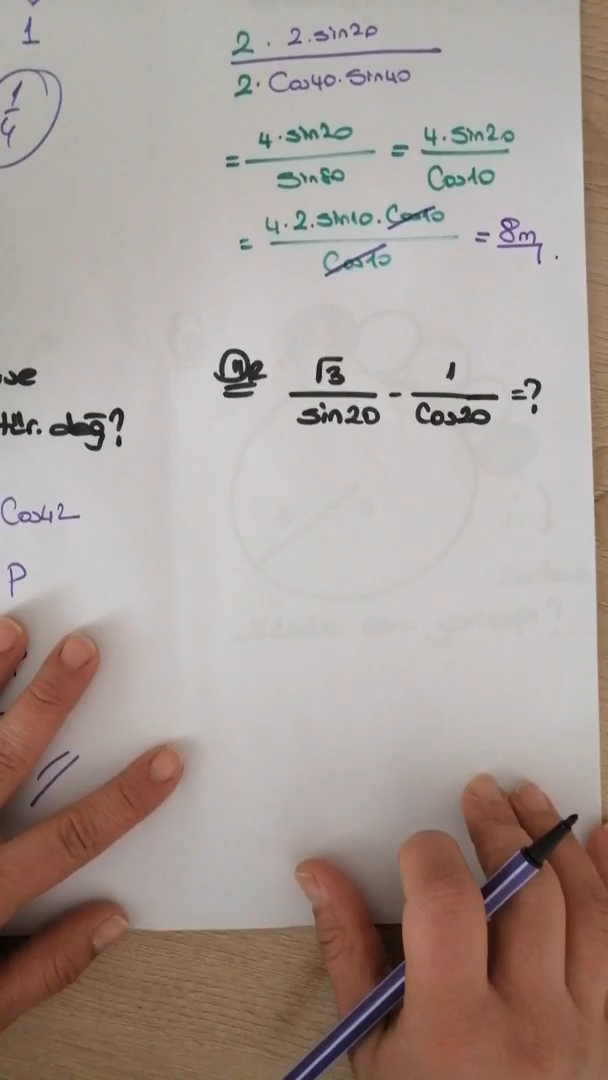 1
1/4
2 . 2.sin20 / 2. Cos40.Sin40
= 4.sin20 / sin80 = 4.sin20 / Cos10
= 4.2.sin10.Cos10 / Cos10 = 8m.
√3 / sin20 - 1 / Cos20 =?
değ?
Cos42
P